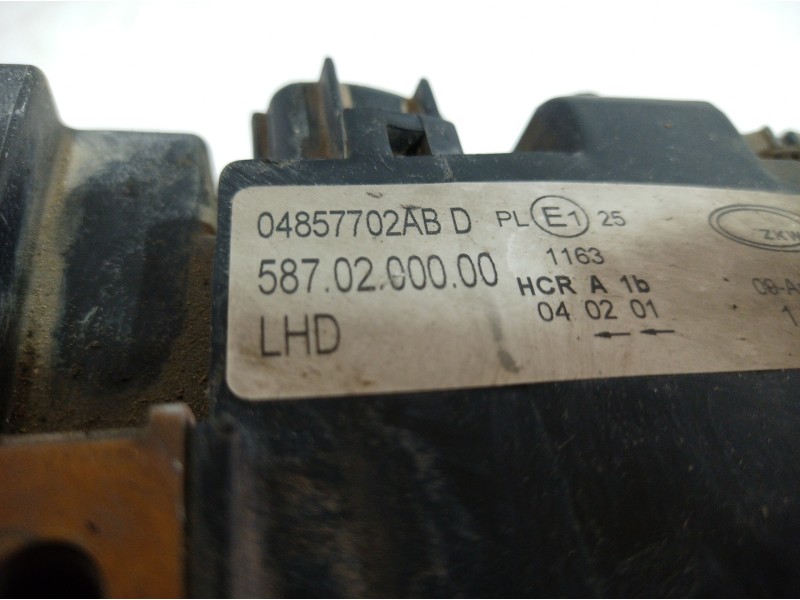 04857702AB D PL E1 25
1163
587.02.000.00 HCR A 1b
04 02 01
LHD
ZKW